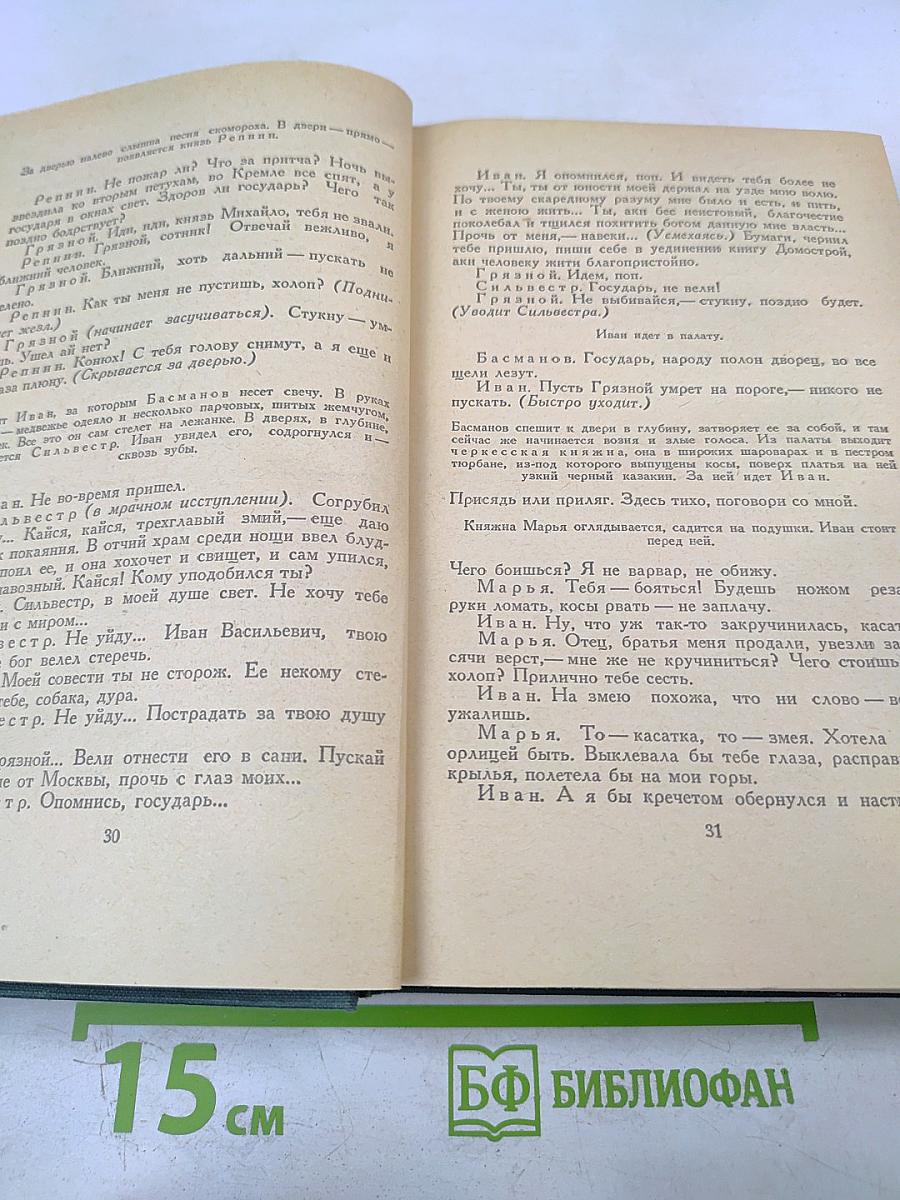 За дверью налево слышна песня скомороха. В двери — прямо —
появляется князь Репнин.
Репнин. Не пожар ли? Что за притча? Ночь вы-
звездила ко вторым петухам, во Кремле все спят, а у
государя в окнах свет. Здоров ли государь? Чего так
поздно бодрствует?
Грязной. Иди, иди, князь Михайло, тебя не звали.
Репнин. Грязной, сотник! Отвечай вежливо, я
ближний человек.
Грязной. Ближний, хоть дальний — пускать не
велено.
Репнин. Как ты меня не пустишь, холоп? (Подни-
ет жезл.)
Грязной (начинает засучиваться). Стукну — ум-
шь. Ушел ай нет?
Репнин. Конюх! С тебя голову снимут, а я еще и
аза плюну. (Скрывается за дверью.)
т Иван, за которым Басманов несет свечу. В руках
— медвежье одеяло и несколько парчовых, шитых жемчугом,
ек. Все это он сам стелет на лежанке. В дверях, в глубине,
ется Сильвестр. Иван увидел его, содрогнулся и —
сквозь зубы.
ан. Не во-время пришел.
львестр (в мрачном исступлении). Согрубил
у... Кайся, кайся, трехглавый змий,— еще даю
к покаяния. В отчий храм среди нощи ввел блуд-
поил ее, и она хохочет и свищет, и сам упился,
навозный. Кайся! Кому уподобился ты?
. Сильвестр, в моей душе свет. Не хочу тебе
и с миром...
вестр. Не уйду... Иван Васильевич, твою
е бог велел стеречь.
Моей совести ты не сторож. Ее некому сте-
тебе, собака, дура.
вестр. Не уйду... Пострадать за твою душу
рязной... Вели отнести его в сани. Пускай
ше от Москвы, прочь с глаз моих...
стр. Опомнись, государь...
30
Иван. Я опомнился, поп. И видеть тебя более не
хочу... Ты, ты от юности моей держал на узде мою волю.
По твоему скаредному разуму мне было и есть, и пить,
и с женою жить... Ты, аки бес неистовый, благочестие
поколебал и тщился похитить богом данную мне власть...
Прочь от меня,— навеки... (Усмехаясь.) Бумаги, чернил
тебе пришлю, пиши себе в уединении книгу Домострой,
аки человеку жити благопристойно.
Грязной. Идем, поп.
Сильвестр. Государь, не вели!
Грязной. Не выбивайся,— стукну, поздно будет.
(Уводит Сильвестра.)
Иван идет в палату.
Басманов. Государь, народу полон дворец, во все
щели лезут.
Иван. Пусть Грязной умрет на пороге,— никого не
пускать. (Быстро уходит.)
Басманов спешит к двери в глубину, затворяет ее за собой, и там
сейчас же начинается возня и злые голоса. Из палаты выходит
черкесская княжна, она в широких шароварах и в пестром
тюрбане, из-под которого выпущены косы, поверх платья на ней
узкий черный казакин. За ней идет Иван.
Присядь или приляг. Здесь тихо, поговори со мной.
Княжна Марья оглядывается, садится на подушки. Иван стоит
перед ней.
Чего боишься? Я не варвар, не обижу.
Марья. Тебя — бояться! Будешь ножом реза
руки ломать, косы рвать — не заплачу.
Иван. Ну, что уж так-то закручинилась, касат
Марья. Отец, братья меня продали, увезли за
сячи верст,— мне же не кручиниться? Чего стоишь
холоп? Прилично тебе сесть.
Иван. На змею похожа, что ни слово — во
ужалишь.
Марья. То — касатка, то — змея. Хотела
орлицей быть. Выклевала бы тебе глаза, расправ
крылья, полетела бы на мои горы.
Иван. А я бы кречетом обернулся и насти
31
15 см
БФ БИБЛИОФАН